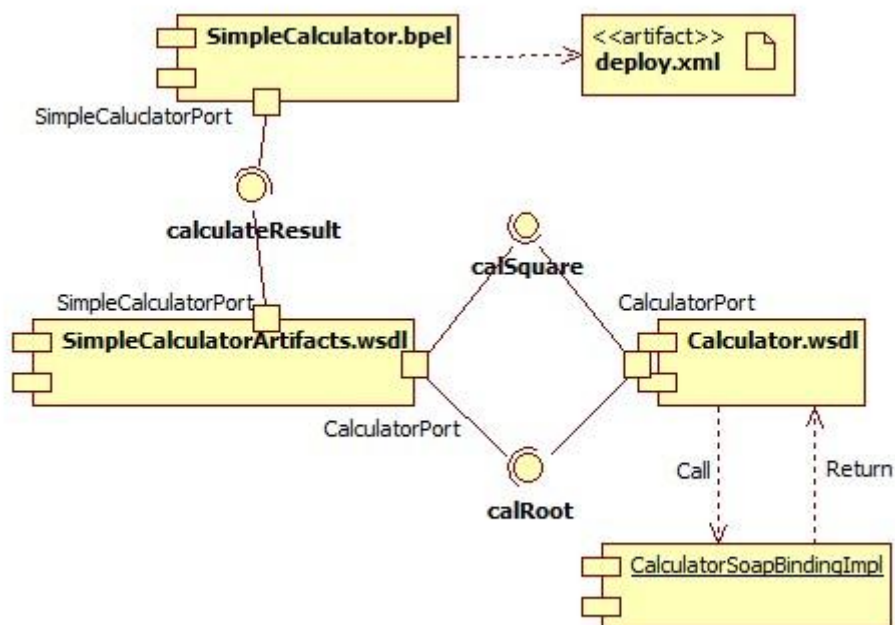 SimpleCalculator.bpel
<<artifact>>
deploy.xml
SimpleCaluclatorPort
calculateResult
calSquare
SimpleCalculatorPort
CalculatorPort
SimpleCalculatorArtifacts.wsdl
Calculator.wsdl
CalculatorPort
Call
Return
calRoot
CalculatorSoapBindingImpl